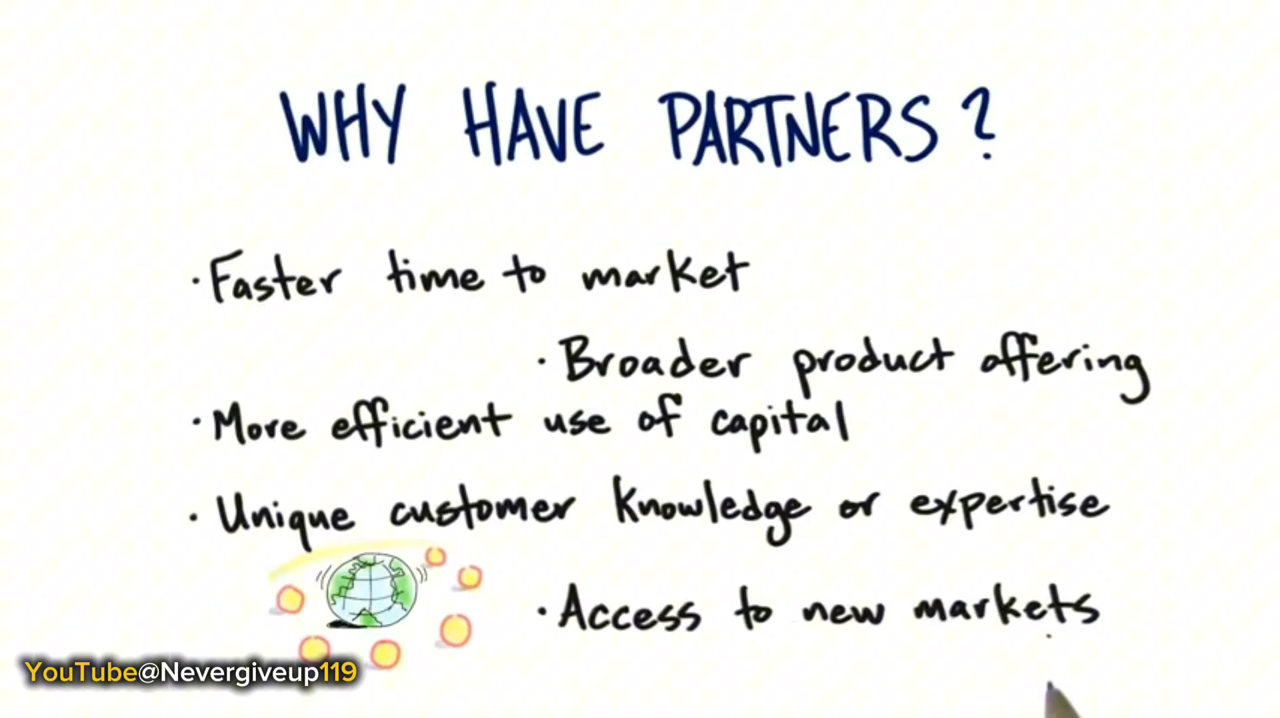 WHY HAVE PARTNERS?
· Faster time to market
· Broader product offering
· More efficient use of capital
· Unique customer knowledge or expertise
· Access to new markets
YouTube@Nevergiveup119